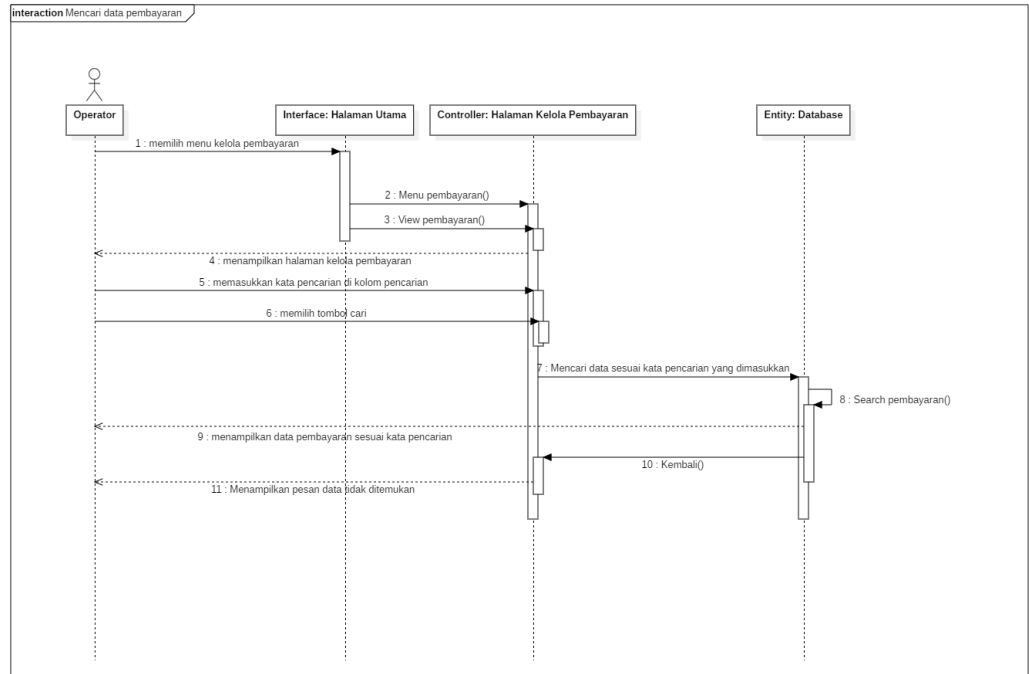 interaction Mencari data pembayaran
Operator
Interface: Halaman Utama
Controller: Halaman Kelola Pembayaran
Entity: Database
1 : memilih menu kelola pembayaran
2 : Menu pembayaran()
3 : View pembayaran()
4 : menampilkan halaman kelola pembayaran
5 : memasukkan kata pencarian di kolom pencarian
6 : memilih tombol cari
7 : Mencari data sesuai kata pencarian yang dimasukkan
8 : Search pembayaran()
9 : menampilkan data pembayaran sesuai kata pencarian
10 : Kembali()
11 : Menampilkan pesan data tidak ditemukan